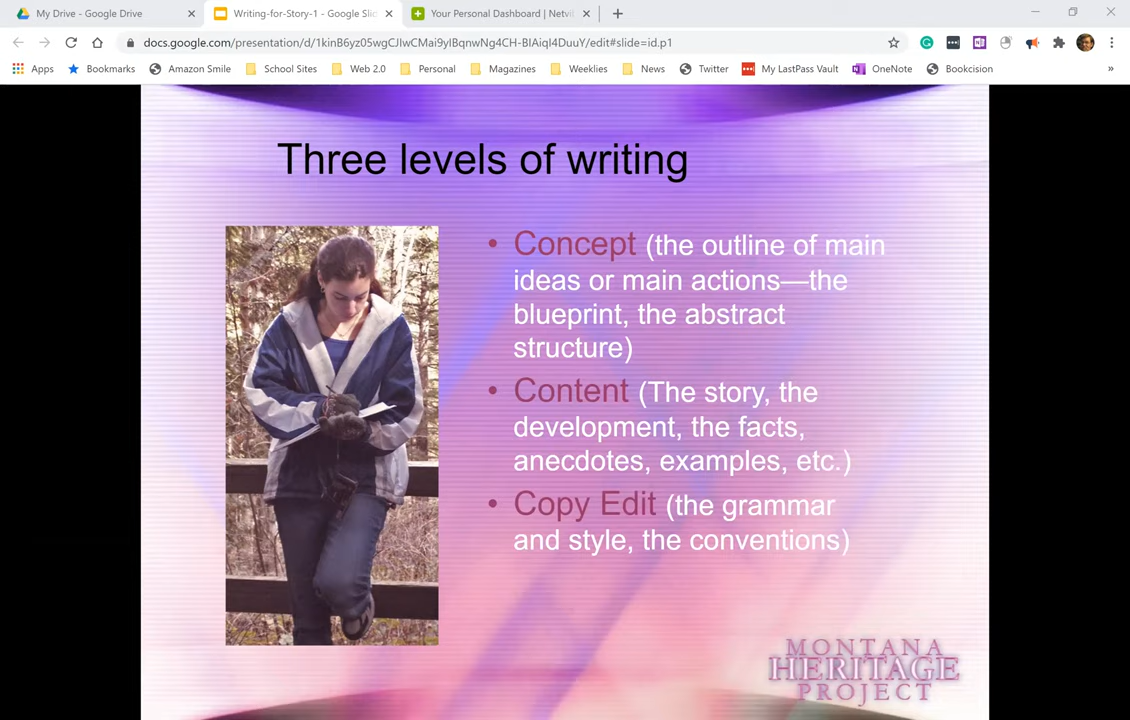 My Drive - Google Drive
Writing-for-Story-1 - Google Slid
Your Personal Dashboard | Netvib
docs.google.com/presentation/d/1kinB6yz05wgCJIwCMai9yIBqnwNg4CH-BIAiqI4DuuY/edit#slide=id.p1
Apps Bookmarks Amazon Smile School Sites Web 2.0 Personal Magazines Weeklies News Twitter My LastPass Vault OneNote Bookcision »
Three levels of writing
• Concept (the outline of main
ideas or main actions—the
blueprint, the abstract
structure)
• Content (The story, the
development, the facts,
anecdotes, examples, etc.)
• Copy Edit (the grammar
and style, the conventions)
MONTANA
HERITAGE
PROJECT